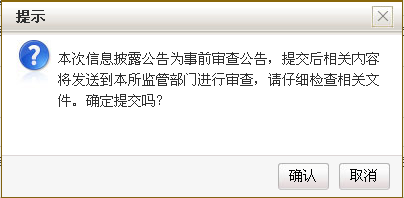 提示
本次信息披露公告为事前审查公告，提交后相关内容
将发送到本所监管部门进行审查，请仔细检查相关文
件。确定提交吗？
确认 取消